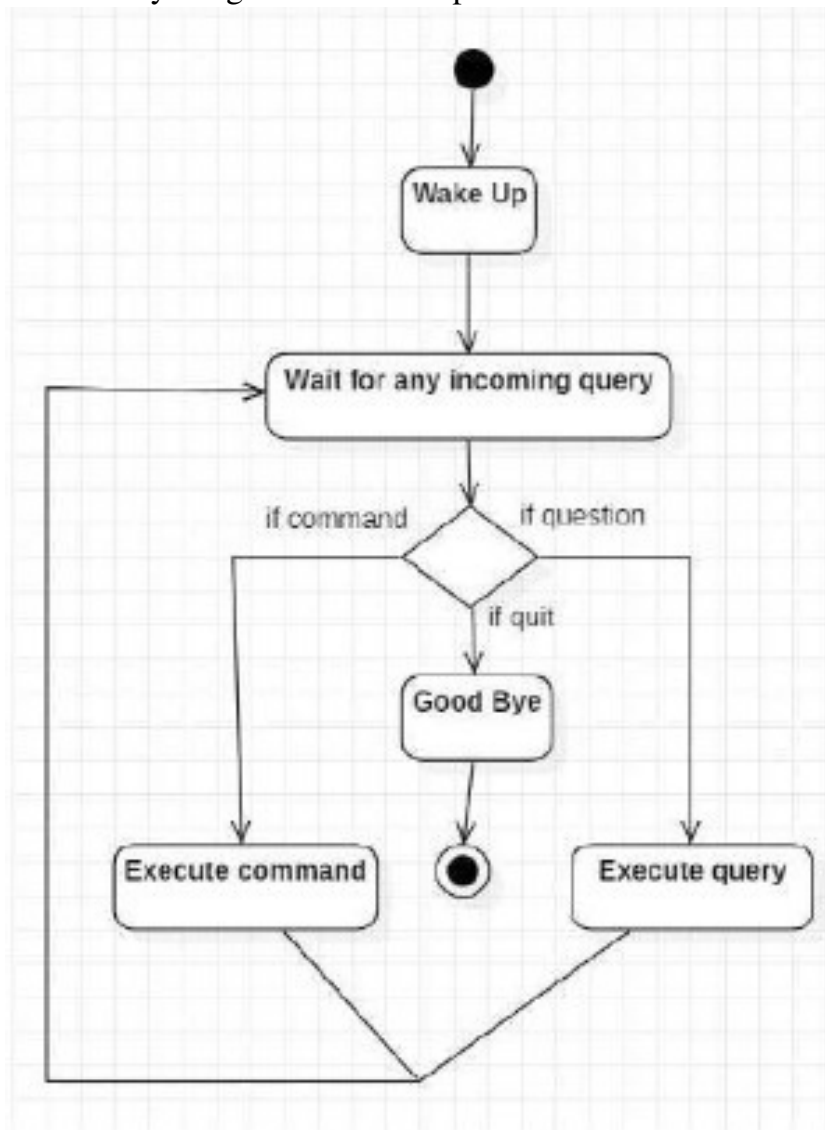 Wake Up
Wait for any incoming query
if command
if question
if quit
Good Bye
Execute command
Execute query